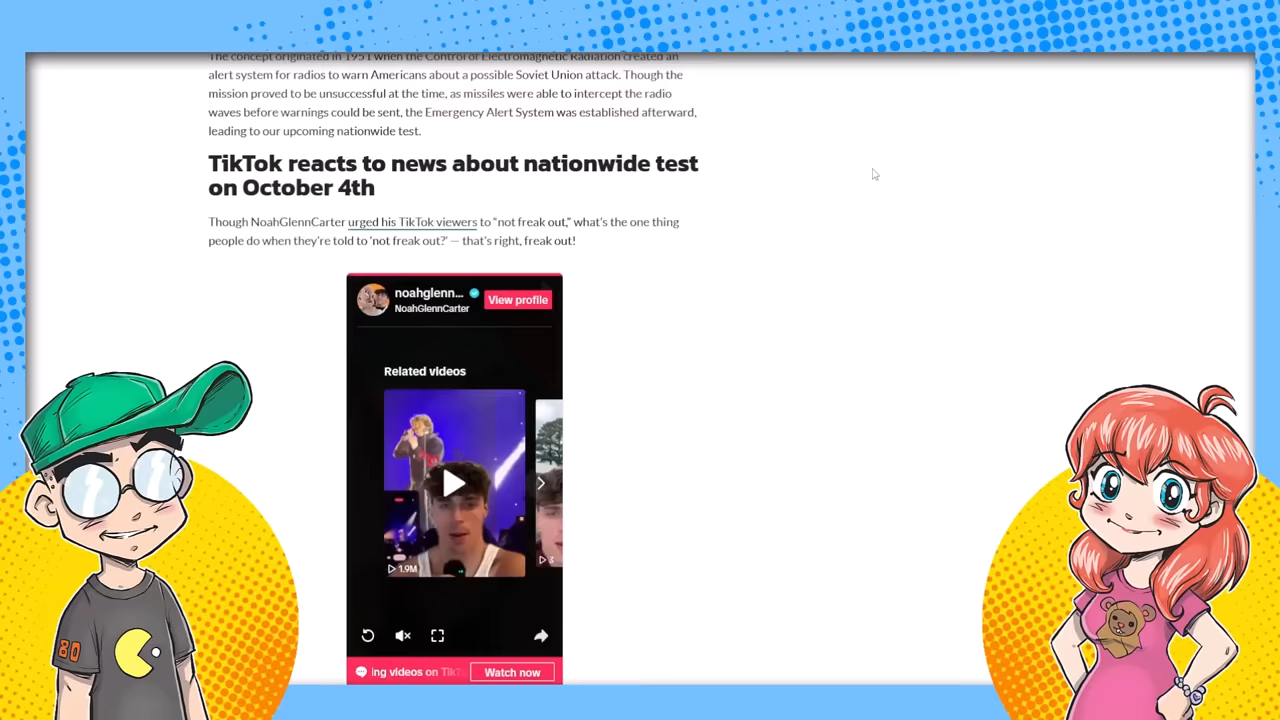 The concept originated in 1951 when the Control of Electromagnetic Radiation created an
alert system for radios to warn Americans about a possible Soviet Union attack. Though the
mission proved to be unsuccessful at the time, as missiles were able to intercept the radio
waves before warnings could be sent, the Emergency Alert System was established afterward,
leading to our upcoming nationwide test.
TikTok reacts to news about nationwide test
on October 4th
Though NoahGlennCarter urged his TikTok viewers to "not freak out," what's the one thing
people do when they're told to 'not freak out?' — that's right, freak out!
noahglenn...
View profile
NoahGlennCarter
Related videos
1.9M
3
ing videos on TikT
Watch now
80